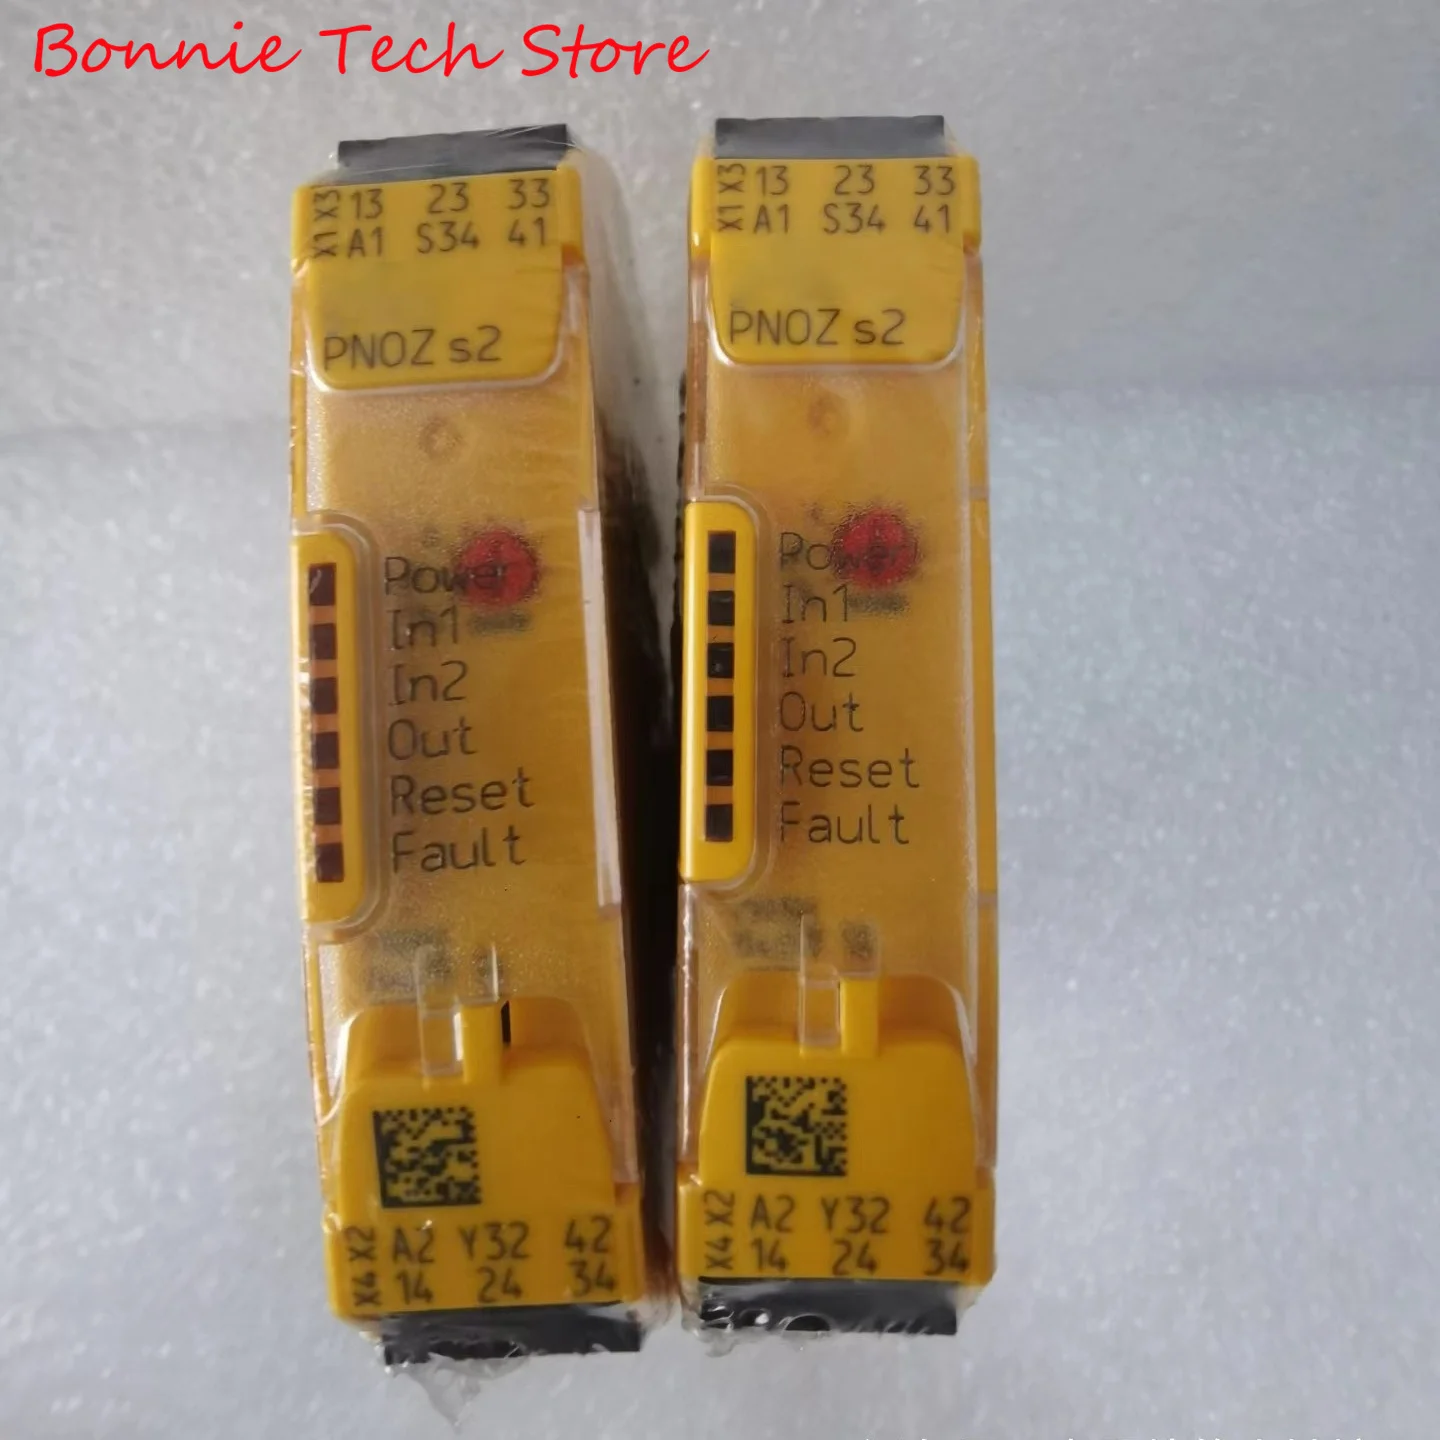 Bonnie Tech Store
X3 13 23 33
X1 A1 S34 41
PNOZ s2
Power
In1
In2
Out
Reset
Fault
X2 A2 Y32 42
X4 14 24 34
X3 13 23 33
X1 A1 S34 41
PNOZ s2
Power
In1
In2
Out
Reset
Fault
X2 A2 Y32 42
X4 14 24 34